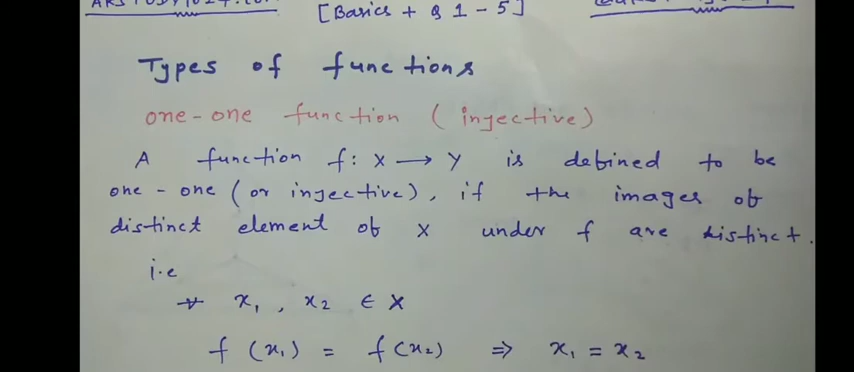 [Basics + Q 1 - 5]
Types of functions
one-one function (injective)
A function f: X → Y is defined to be
one-one (or injective), if the images of
distinct element of X under f are distinct.
i.e
∀ x₁, x₂ ∈ X
f(x₁) = f(x₂) ⇒ x₁ = x₂